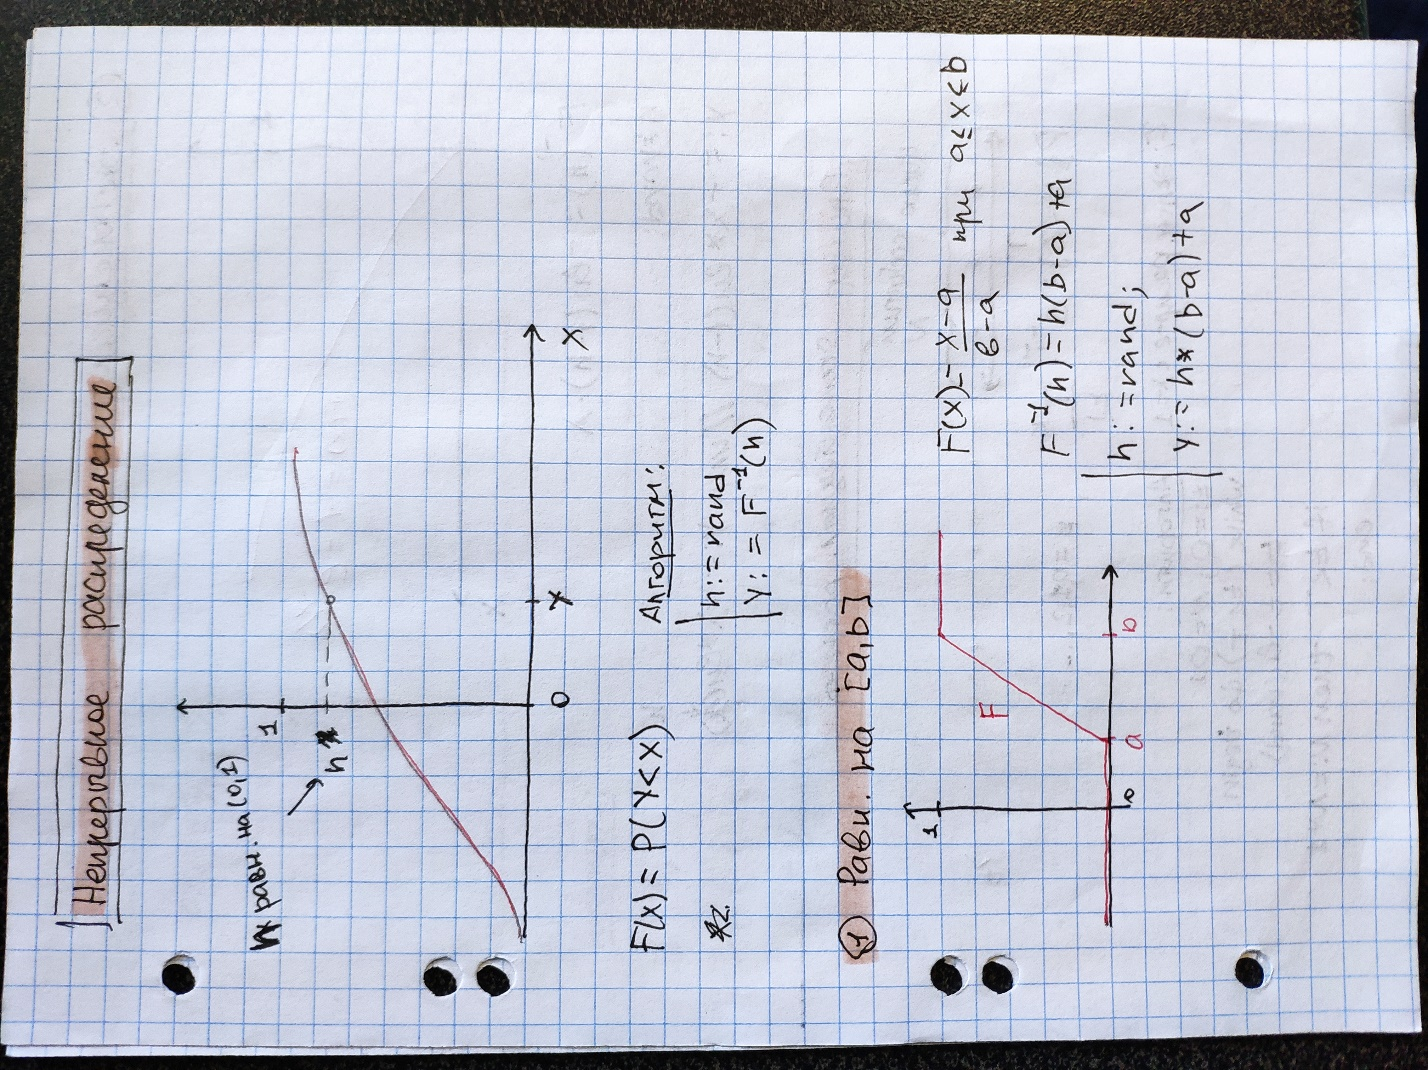 Непрерывное распределение
h равн. на (0,1)
1
h
0
x
X
F(x) = P(Y<X)
Алгоритм:
h:=rand
Y:=F⁻¹(h)
① Равн. на [a,b]
1
F
0
a
b
F(x)=(x-a)/(b-a) при a≤x≤b
F⁻¹(h)=h(b-a)+a
h:=rand;
y:=h*(b-a)+a